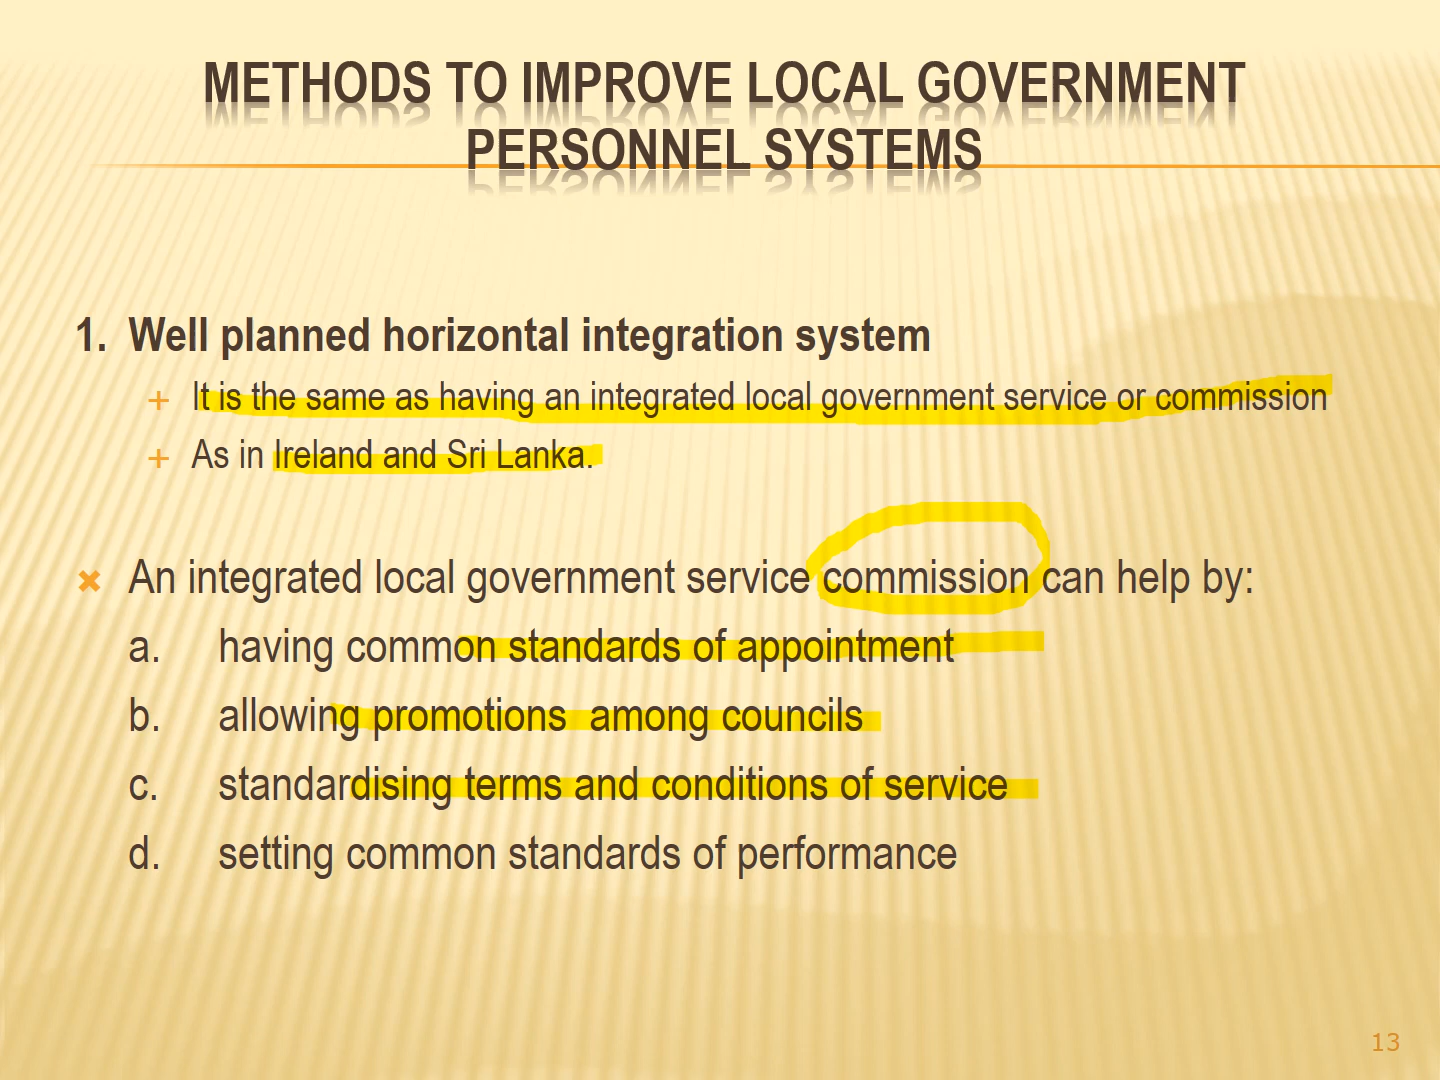 METHODS TO IMPROVE LOCAL GOVERNMENT
PERSONNEL SYSTEMS
1. Well planned horizontal integration system
It is the same as having an integrated local government service or commission
As in Ireland and Sri Lanka.
An integrated local government service commission can help by:
a. having common standards of appointment
b. allowing promotions among councils
c. standardising terms and conditions of service
d. setting common standards of performance
13